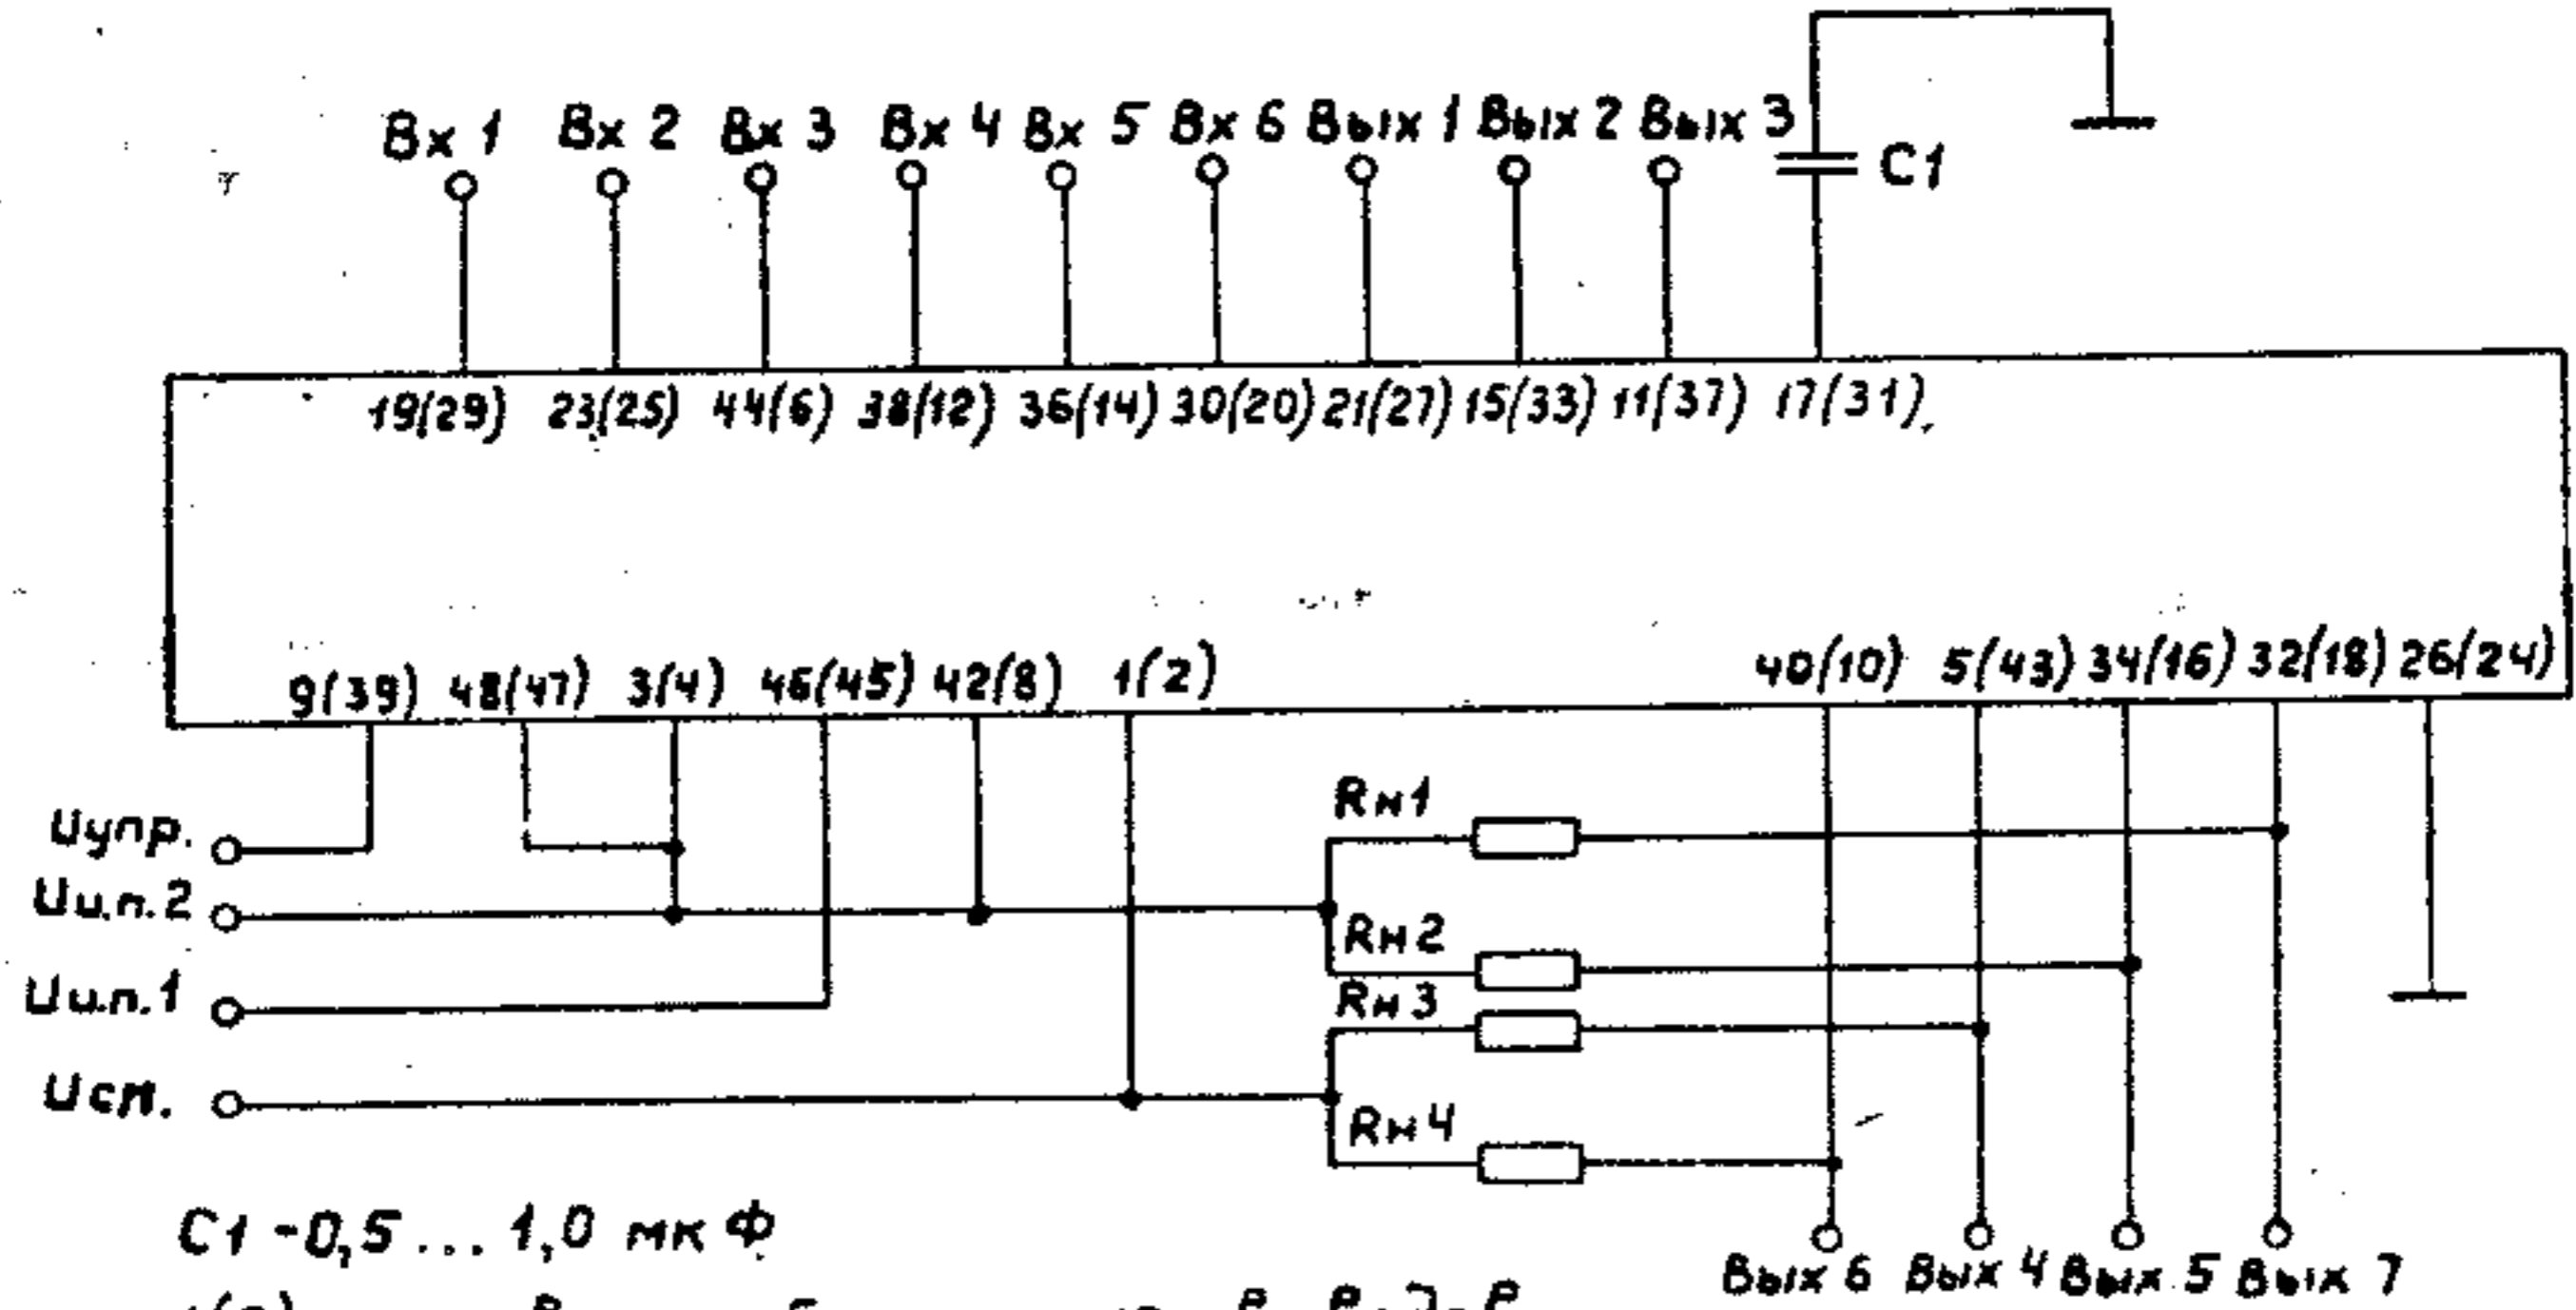 Вх 1 Вх 2 Вх 3 Вх 4 Вх 5 Вх 6 Вых 1 Вых 2 Вых 3 С1
19(29) 23(25) 44(6) 38(12) 36(14) 30(20) 21(27) 15(33) 11(37) 17(31)
9(39) 48(47) 3(4) 46(45) 42(8) 1(2) 40(10) 5(43) 34(16) 32(18) 26(24)
Uупр.
Uи.п.2
Uи.п.1
Uсм.
Rн1
Rн2
Rн3
Rн4
Вых 6 Вых 4 Вых 5 Вых 7
С1 - 0,5 ... 1,0 мкФ